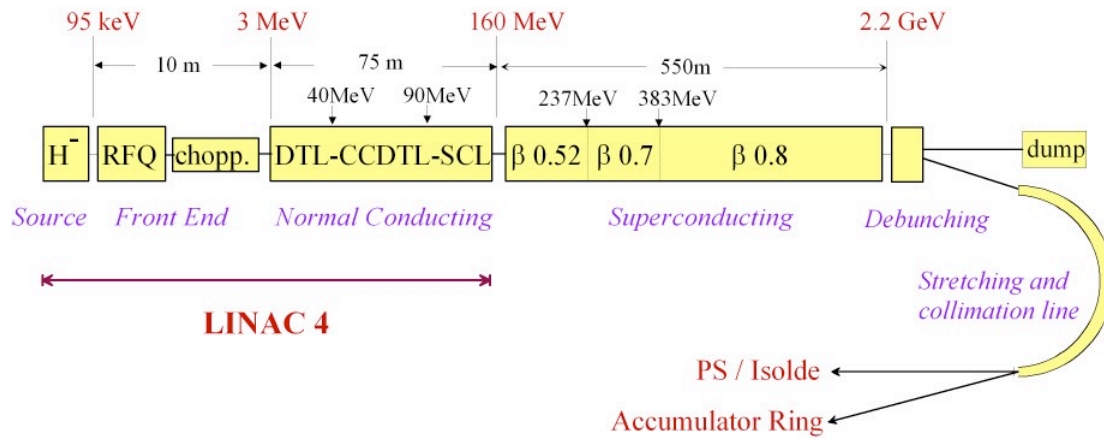 95 keV 3 MeV 160 MeV 2.2 GeV
10 m 75 m 550m
40MeV 90MeV 237MeV 383MeV
H⁻ RFQ chopp. DTL-CCDTL-SCL β 0.52 β 0.7 β 0.8 dump
Source Front End Normal Conducting Superconducting Debunching
Stretching and
collimation line
LINAC 4
PS / Isolde
Accumulator Ring